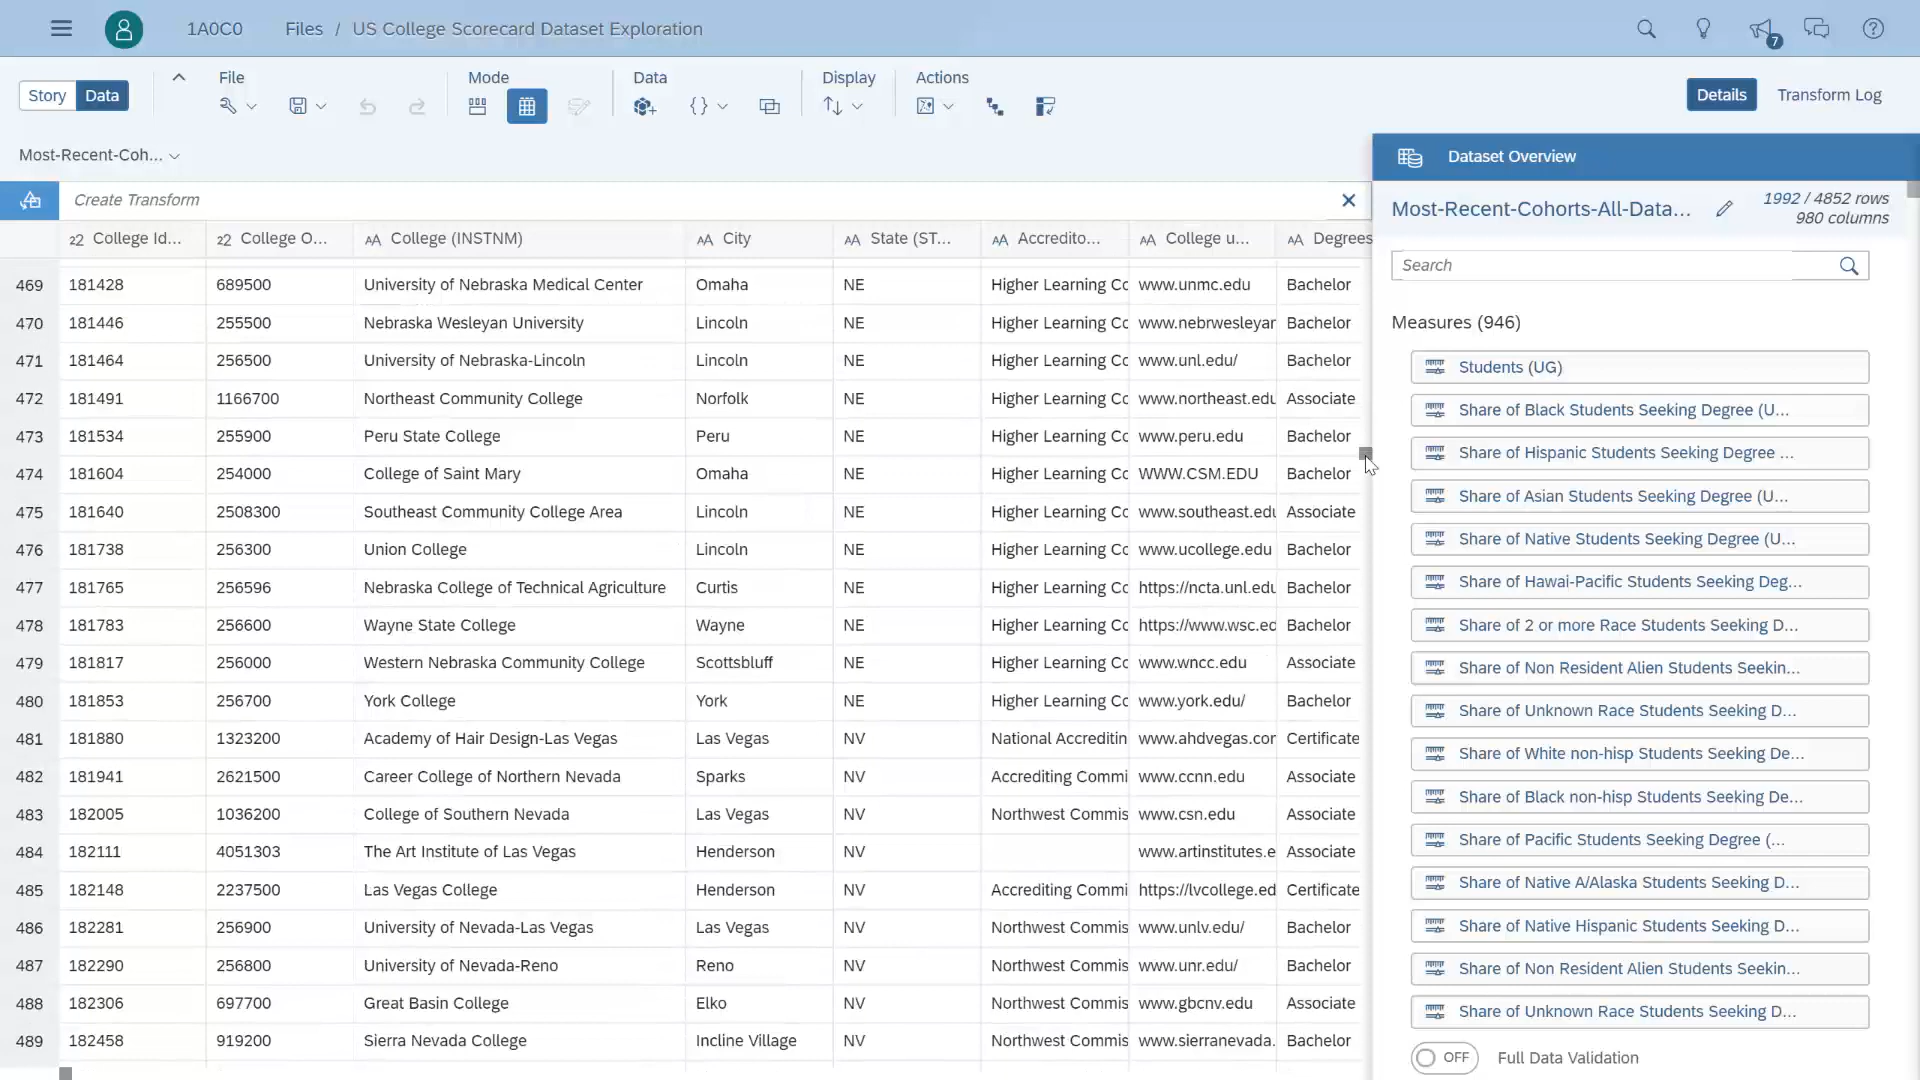 1A0C0 Files / US College Scorecard Dataset Exploration 7
Story Data File Mode Data Display Actions Details Transform Log
Most-Recent-Coh...
Create Transform
22 College Id... 22 College O... AA College (INSTNM) AA City AA State (ST... AA Accredito... AA College u... AA Degrees
469 181428 689500 University of Nebraska Medical Center Omaha NE Higher Learning Co www.unmc.edu Bachelor
470 181446 255500 Nebraska Wesleyan University Lincoln NE Higher Learning Co www.nebrwesleyan Bachelor
471 181464 256500 University of Nebraska-Lincoln Lincoln NE Higher Learning Co www.unl.edu/ Bachelor
472 181491 1166700 Northeast Community College Norfolk NE Higher Learning Co www.northeast.edu Associate
473 181534 255900 Peru State College Peru NE Higher Learning Co www.peru.edu Bachelor
474 181604 254000 College of Saint Mary Omaha NE Higher Learning Co WWW.CSM.EDU Bachelor
475 181640 2508300 Southeast Community College Area Lincoln NE Higher Learning Co www.southeast.edu Associate
476 181738 256300 Union College Lincoln NE Higher Learning Co www.ucollege.edu Bachelor
477 181765 256596 Nebraska College of Technical Agriculture Curtis NE Higher Learning Co https://ncta.unl.edu Bachelor
478 181783 256600 Wayne State College Wayne NE Higher Learning Co https://www.wsc.ed Bachelor
479 181817 256000 Western Nebraska Community College Scottsbluff NE Higher Learning Co www.wncc.edu Associate
480 181853 256700 York College York NE Higher Learning Co www.york.edu/ Bachelor
481 181880 1323200 Academy of Hair Design-Las Vegas Las Vegas NV National Accreditin www.ahdvegas.com Certificate
482 181941 2621500 Career College of Northern Nevada Sparks NV Accrediting Commi www.ccnn.edu Associate
483 182005 1036200 College of Southern Nevada Las Vegas NV Northwest Commis www.csn.edu Associate
484 182111 4051303 The Art Institute of Las Vegas Henderson NV www.artinstitutes.e Associate
485 182148 2237500 Las Vegas College Henderson NV Accrediting Commi https://lvcollege.ed Certificate
486 182281 256900 University of Nevada-Las Vegas Las Vegas NV Northwest Commis www.unlv.edu/ Bachelor
487 182290 256800 University of Nevada-Reno Reno NV Northwest Commis www.unr.edu/ Bachelor
488 182306 697700 Great Basin College Elko NV Northwest Commis www.gbcnv.edu Associate
489 182458 919200 Sierra Nevada College Incline Village NV Northwest Commis www.sierranevada. Bachelor
Dataset Overview
Most-Recent-Cohorts-All-Data... 1992 / 4852 rows
980 columns
Search
Measures (946)
Students (UG)
Share of Black Students Seeking Degree (U...
Share of Hispanic Students Seeking Degree ...
Share of Asian Students Seeking Degree (U...
Share of Native Students Seeking Degree (U...
Share of Hawai-Pacific Students Seeking Deg...
Share of 2 or more Race Students Seeking D...
Share of Non Resident Alien Students Seekin...
Share of Unknown Race Students Seeking D...
Share of White non-hisp Students Seeking De...
Share of Black non-hisp Students Seeking De...
Share of Pacific Students Seeking Degree (...
Share of Native A/Alaska Students Seeking D...
Share of Native Hispanic Students Seeking D...
Share of Non Resident Alien Students Seekin...
Share of Unknown Race Students Seeking D...
OFF Full Data Validation